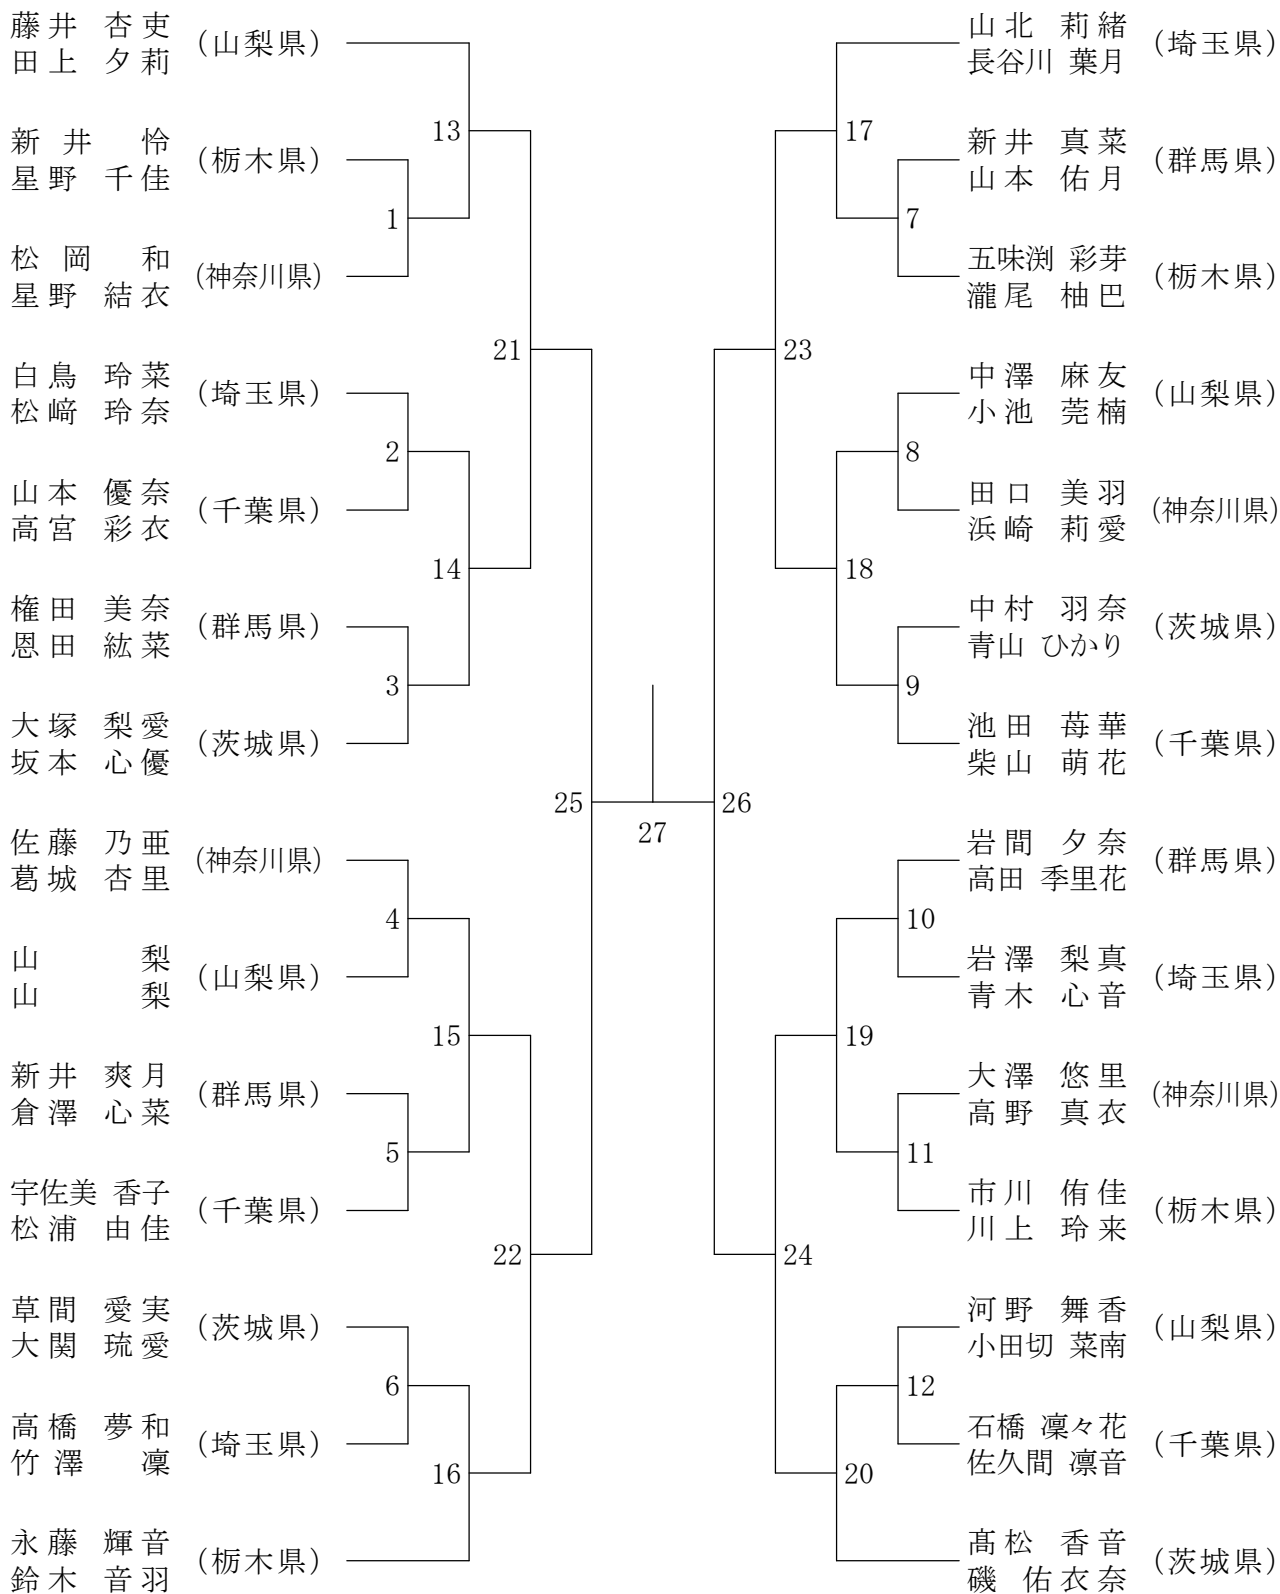 藤井 杏吏
田上 夕莉
(山梨県)
新井 怜
星野 千佳
(栃木県)
松岡 和
星野 結衣
(神奈川県)
白鳥 玲菜
松﨑 玲奈
(埼玉県)
山本 優奈
高宮 彩衣
(千葉県)
権田 美奈
恩田 紘菜
(群馬県)
大塚 梨愛
坂本 心優
(茨城県)
佐藤 乃亜
葛城 杏里
(神奈川県)
山 梨
山 梨
(山梨県)
新井 爽月
倉澤 心菜
(群馬県)
宇佐美 香子
松浦 由佳
(千葉県)
草間 愛実
大関 琉愛
(茨城県)
高橋 夢和
竹澤 凜
(埼玉県)
永藤 輝音
鈴木 音羽
(栃木県)
13
1
21
2
14
3
25
4
15
5
22
6
16
27
17
7
23
8
18
9
26
10
19
11
24
12
20
山北 莉緒
長谷川 葉月
(埼玉県)
新井 真菜
山本 佑月
(群馬県)
五味渕 彩芽
瀧尾 柚巴
(栃木県)
中澤 麻友
小池 莞楠
(山梨県)
田口 美羽
浜崎 莉愛
(神奈川県)
中村 羽奈
青山 ひかり
(茨城県)
池田 苺華
柴山 萌花
(千葉県)
岩間 夕奈
高田 季里花
(群馬県)
岩澤 梨真
青木 心音
(埼玉県)
大澤 悠里
高野 真衣
(神奈川県)
市川 侑佳
川上 玲来
(栃木県)
河野 舞香
小田切 菜南
(山梨県)
石橋 凜々花
佐久間 凛音
(千葉県)
髙松 香音
磯 佑衣奈
(茨城県)